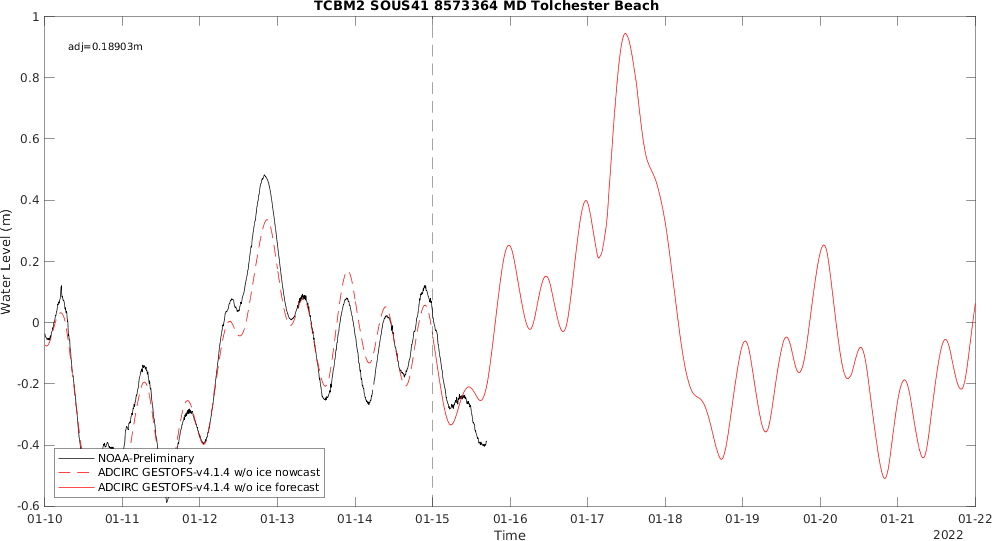 TCBM2 SOUS41 8573364 MD Tolchester Beach
adj=0.18903m
Water Level (m)
1
0.8
0.6
0.4
0.2
0
-0.2
-0.4
-0.6
NOAA-Preliminary
ADCIRC GESTOFS-v4.1.4 w/o ice nowcast
ADCIRC GESTOFS-v4.1.4 w/o ice forecast
01-10 01-11 01-12 01-13 01-14 01-15 01-16 01-17 01-18 01-19 01-20 01-21 01-22
Time
2022